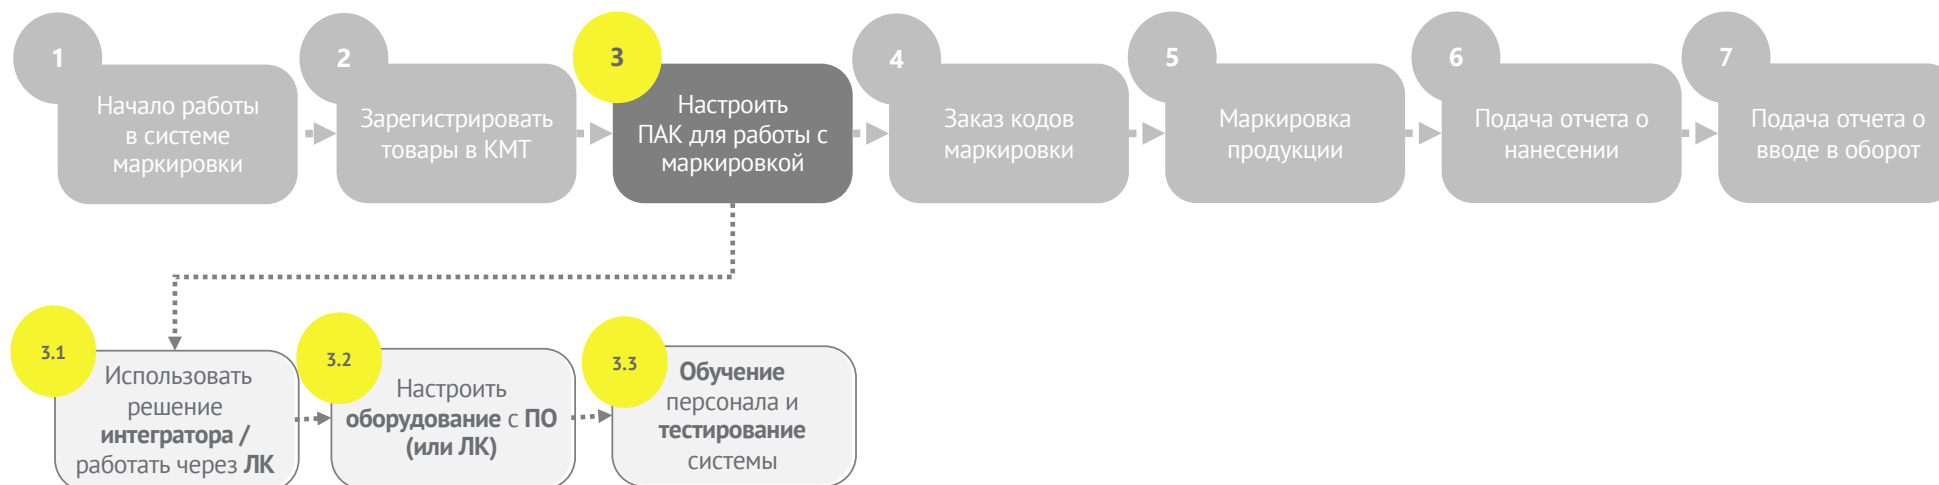 1
Начало работы
в системе
маркировки
2
Зарегистрировать
товары в КМТ
3
Настроить
ПАК для работы с
маркировкой
4
Заказ кодов
маркировки
5
Маркировка
продукции
6
Подача отчета о
нанесении
7
Подача отчета о
вводе в оборот
3.1
Использовать
решение
интегратора /
работать через ЛК
3.2
Настроить
оборудование с ПО
(или ЛК)
3.3
Обучение
персонала и
тестирование
системы